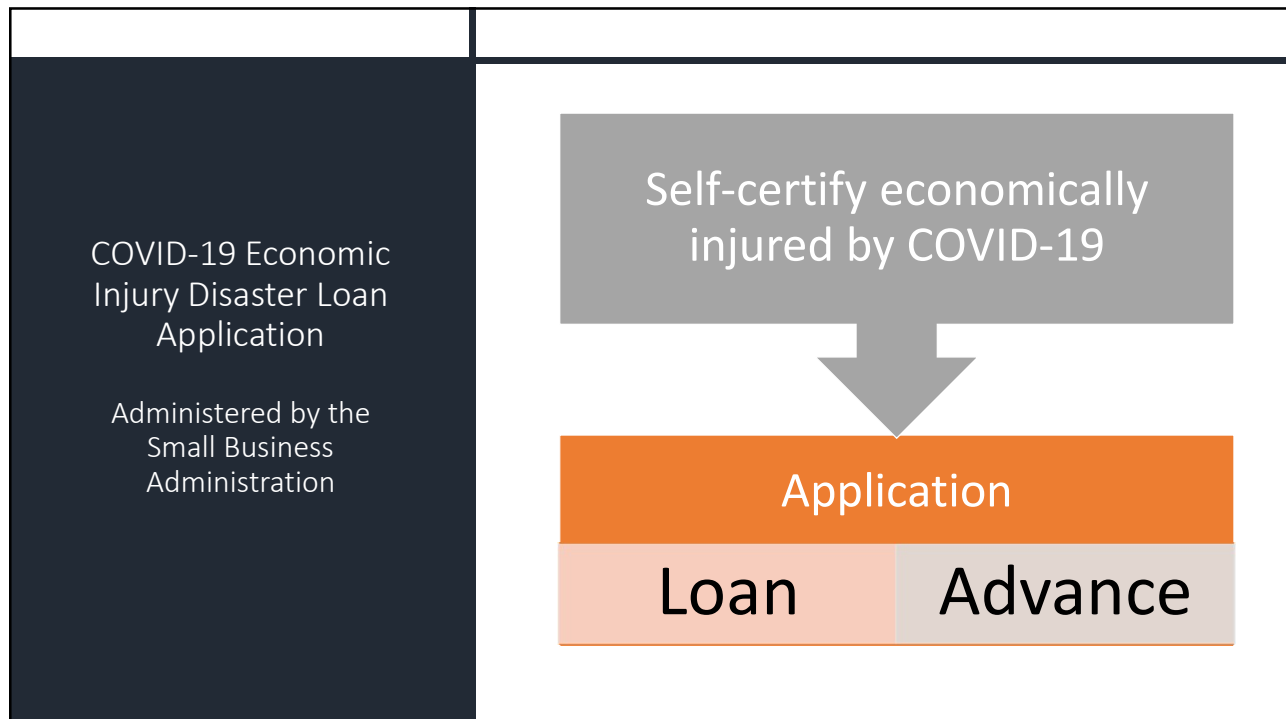 COVID-19 Economic
Injury Disaster Loan
Application
Administered by the
Small Business
Administration
Self-certify economically
injured by COVID-19
Application
Loan
Advance